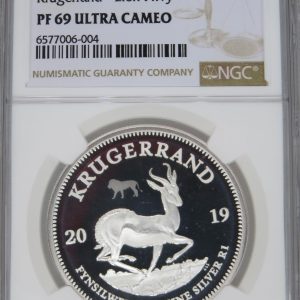 Krugerrand - Lion Privy
PF 69 ULTRA CAMEO
6577006-004
NUMISMATIC GUARANTY COMPANY
NGC
KRUGERRAND
20 19
FYNSILWER FINE SILVER R1